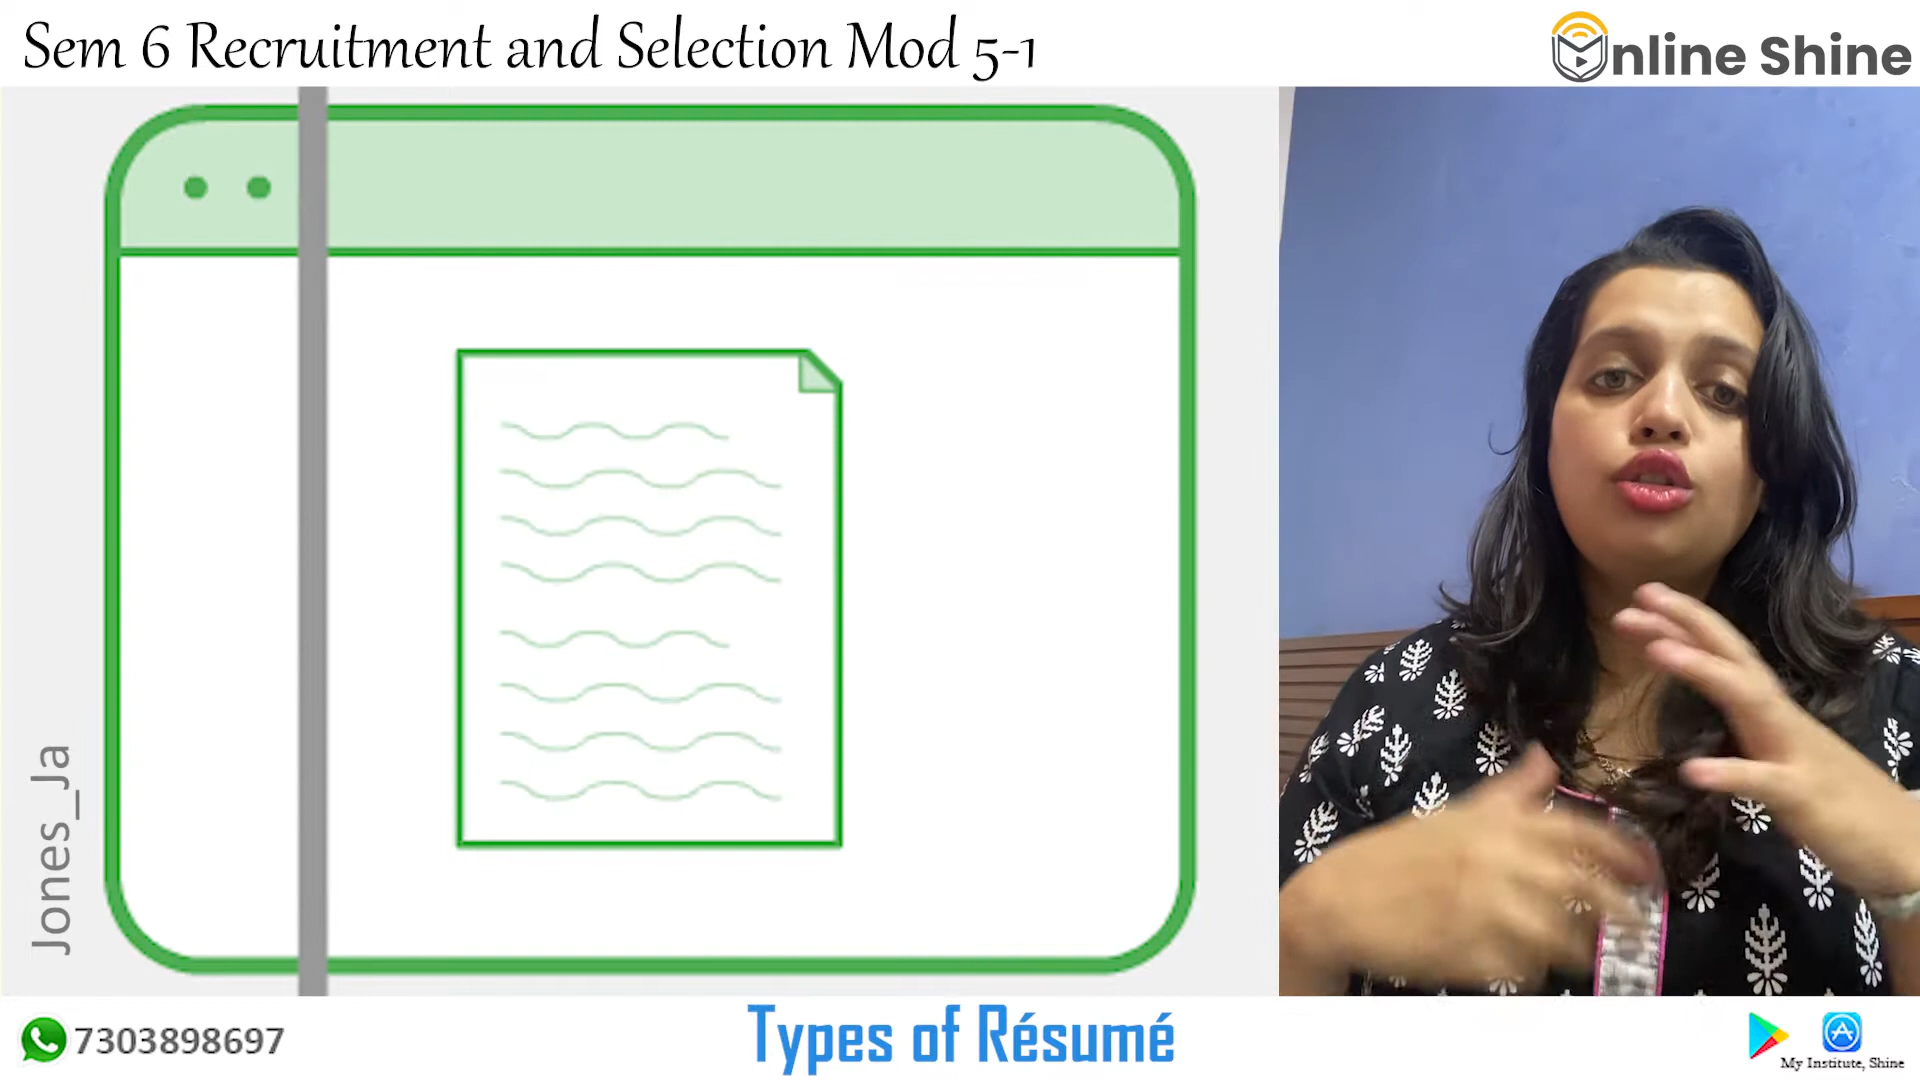 Sem 6 Recruitment and Selection Mod 5-1
nline Shine
Jones_Ja
7303898697
Types of Résumé
My Institute, Shine